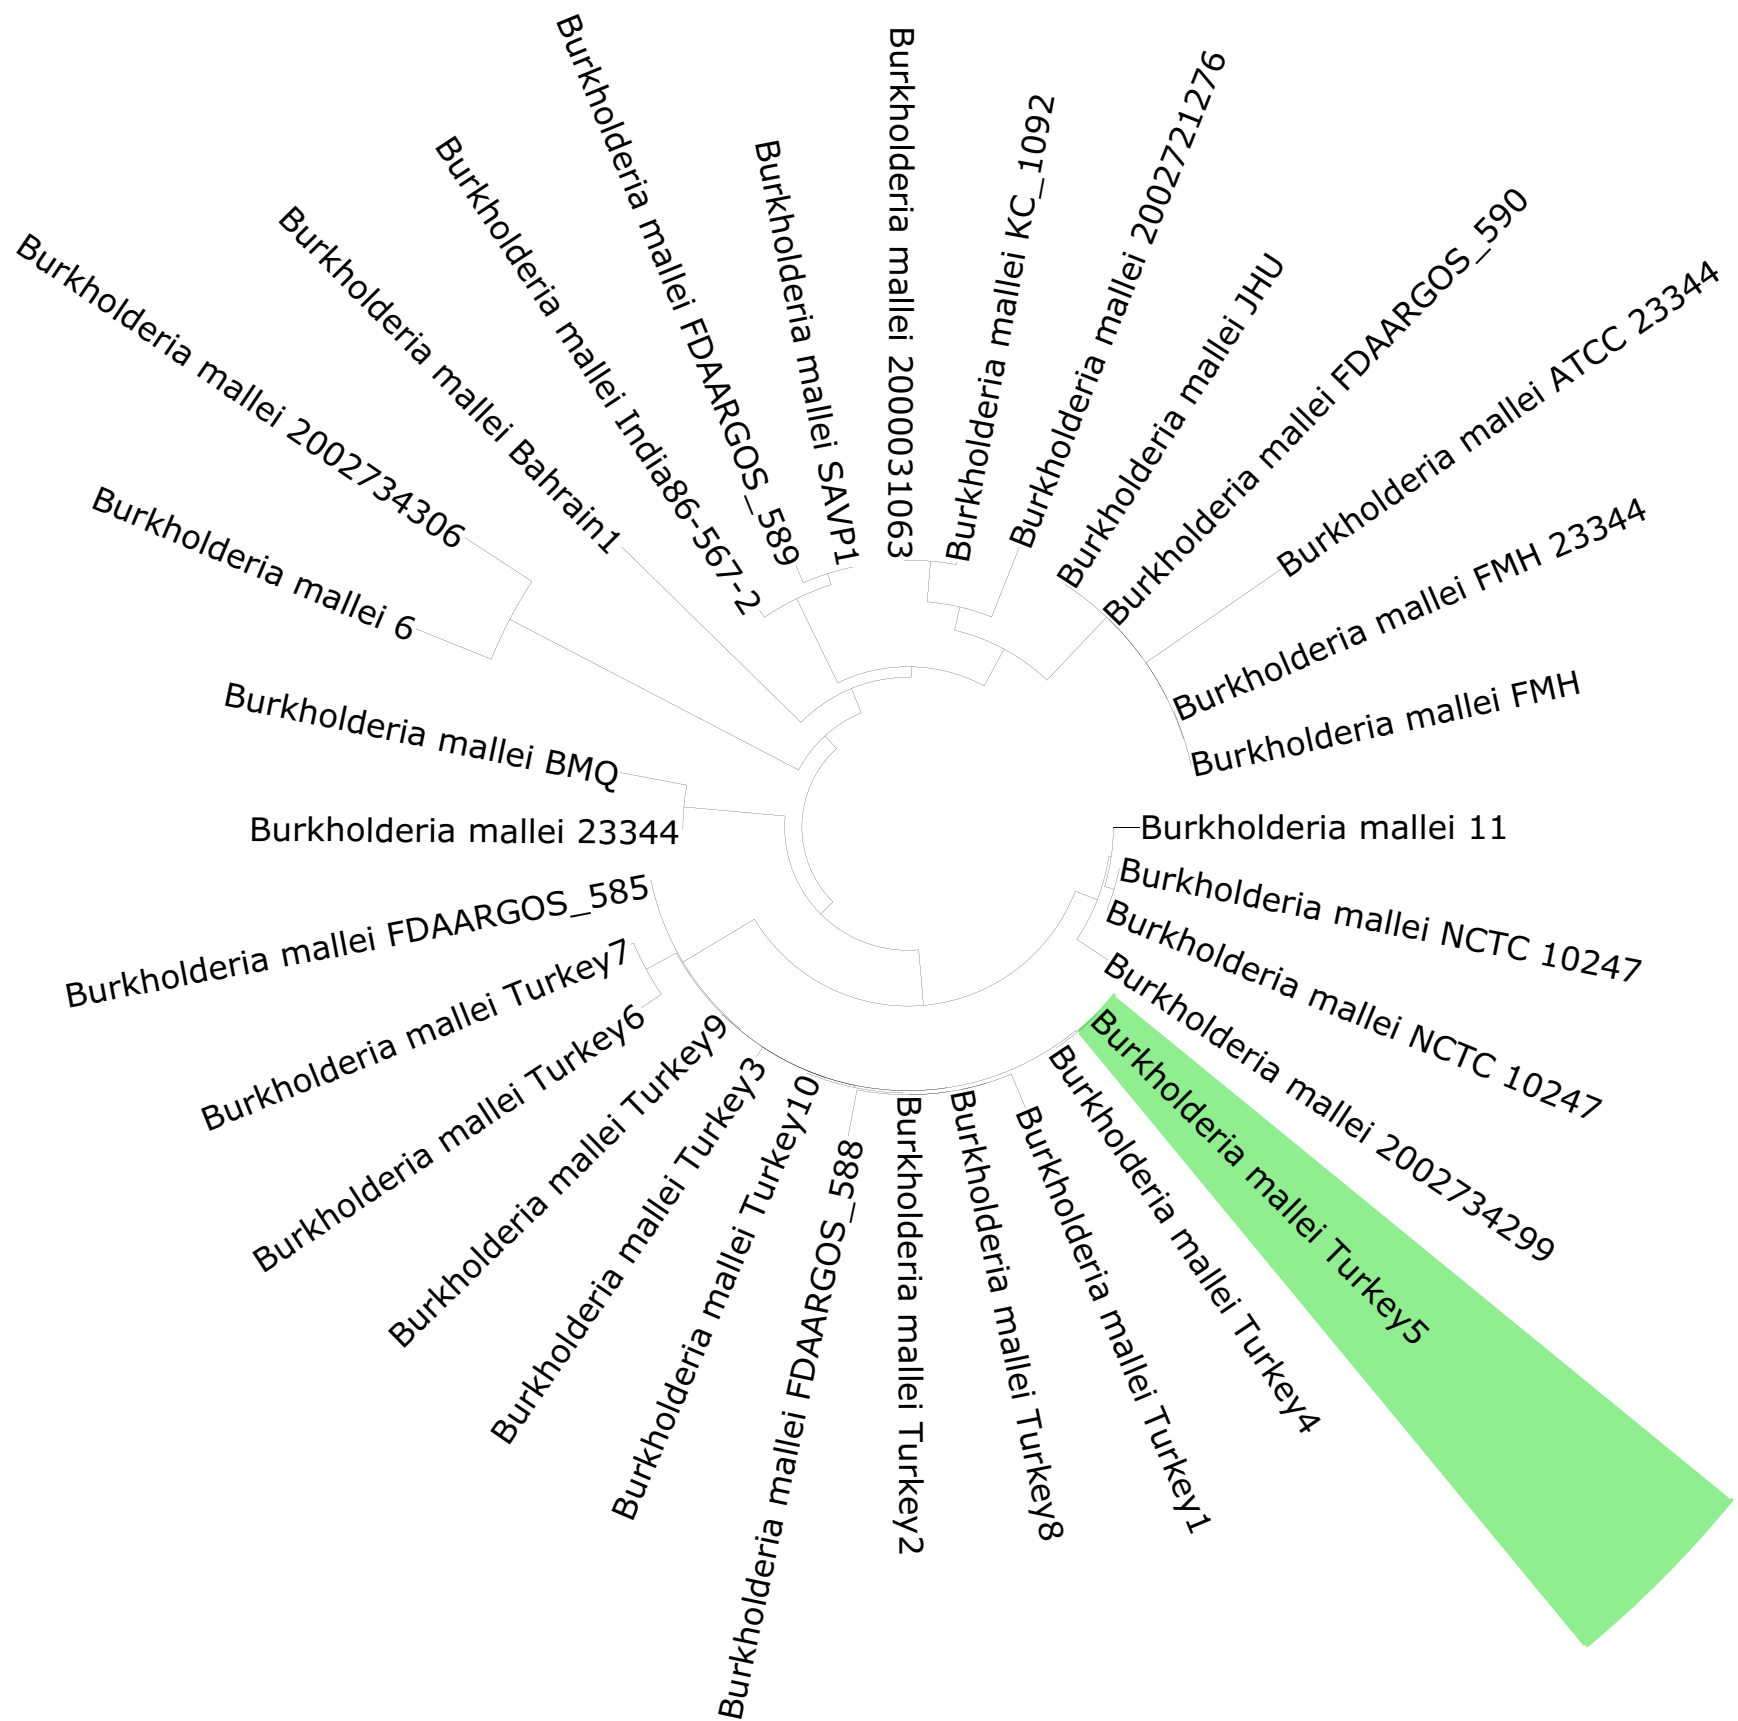 Burkholderia mallei 11
Burkholderia mallei NCTC 10247
Burkholderia mallei NCTC 10247
Burkholderia mallei 2002734299
Burkholderia mallei Turkey5
Burkholderia mallei Turkey4
Burkholderia mallei Turkey1
Burkholderia mallei Turkey8
Burkholderia mallei Turkey2
Burkholderia mallei FDAARGOS_588
Burkholderia mallei Turkey10
Burkholderia mallei Turkey3
Burkholderia mallei Turkey9
Burkholderia mallei Turkey6
Burkholderia mallei Turkey7
Burkholderia mallei FDAARGOS_585
Burkholderia mallei 23344
Burkholderia mallei BMQ
Burkholderia mallei 6
Burkholderia mallei 2002734306
Burkholderia mallei Bahrain1
Burkholderia mallei India86-567-2
Burkholderia mallei FDAARGOS_589
Burkholderia mallei SAVP1
Burkholderia mallei 2000031063
Burkholderia mallei KC_1092
Burkholderia mallei 2002721276
Burkholderia mallei JHU
Burkholderia mallei FDAARGOS_590
Burkholderia mallei ATCC 23344
Burkholderia mallei FMH 23344
Burkholderia mallei FMH